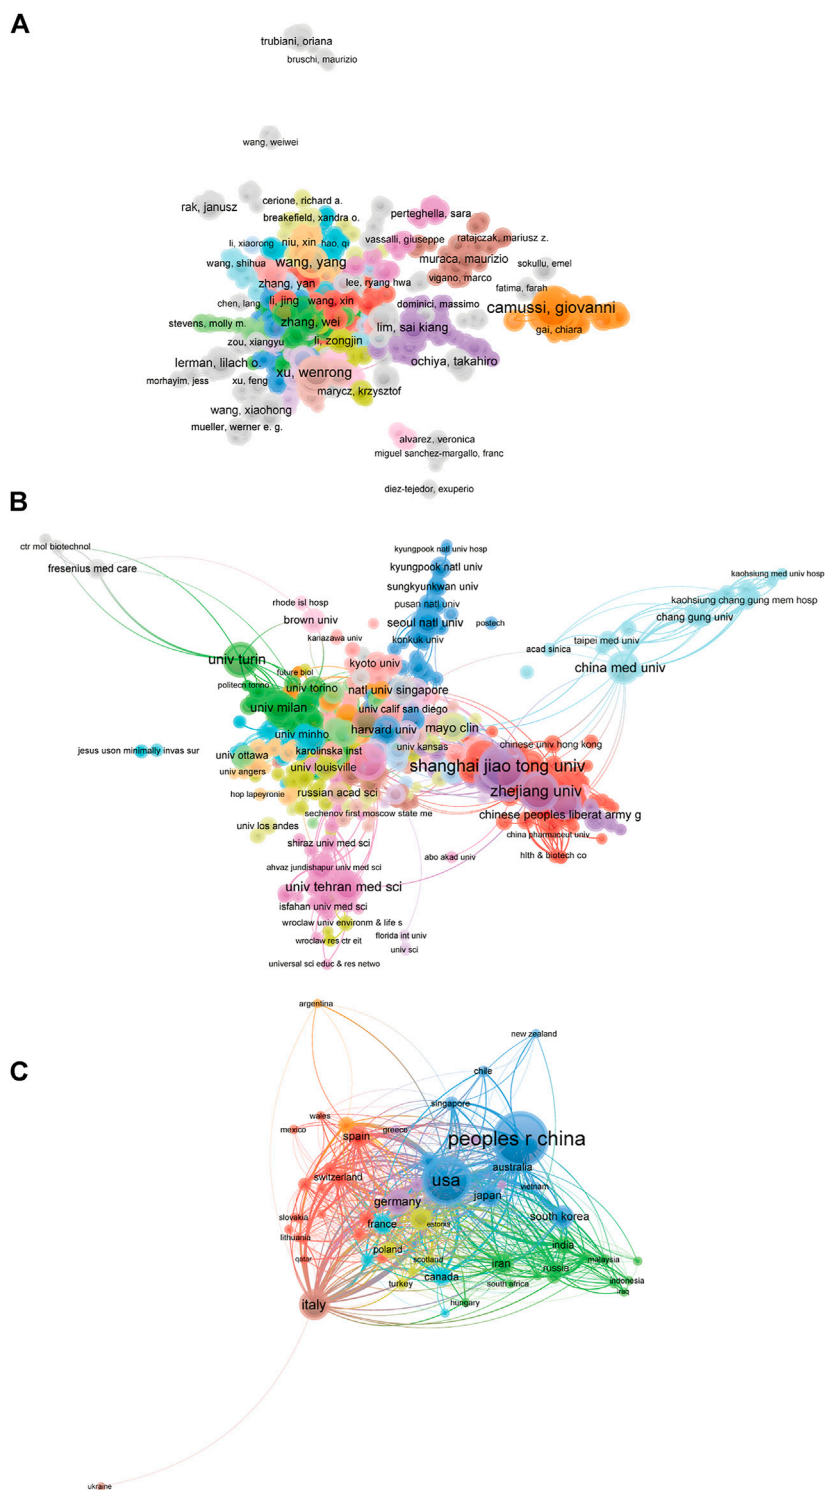 A
trubiani, oriana
bruschi, maurizio
wang, weiwei
cerione, richard a.
rak, janusz
perteghella, sara
breakefield, xandra o.
li, xiaorong
niu, xin
hao, qi
vassalli, giuseppe
ratajczak, mariusz z.
wang, shihua
wang, yang
muraca, maurizio
sokullu, emel
vigano, marco
zhang, yan
lee, ryang hwa
fatima, farah
chen, lang
li, jing
wang, xin
dominici, massimo
camussi, giovanni
stevens, molly m.
zhang, wei
lim, sai kiang
gai, chiara
zou, xiangyu
li, zongjin
lerman, lilach o.
ochiya, takahiro
xu, wenrong
morhayim, jess
xu, feng
marycz, krzysztof
wang, xiaohong
mueller, werner e. g.
alvarez, veronica
miguel sanchez-margallo, franc
diez-tejedor, exuperio
B
ctr mol biotechnol
kyungpook natl univ hosp
fresenius med care
kyungpook natl univ
kaohsiung med univ hosp
sungkyunkwan univ
rhode isl hosp
pusan natl univ
kaohsiung chang gung mem hosp
brown univ
seoul natl univ
postech
chang gung univ
kanazawa univ
konkuk univ
taipei med univ
acad sinica
univ turin
kyoto univ
china med univ
future biol
politech torino
univ torino
natl univ singapore
univ milan
univ calif san diego
univ minho
harvard univ
mayo clin
jesus uson minimally invas sur
karolinska inst
univ kansas
chinese univ hong kong
univ ottawa
univ louisville
shanghai jiao tong univ
univ angers
hop lapeyronie
russian acad sci
zhejiang univ
sechenov first moscow state me
chinese peoples liberat army g
univ los andes
china pharmaceut univ
shiraz univ med sci
abo akad univ
hlth & biotech co
ahvaz jundishapur univ med sci
univ tehran med sci
isfahan univ med sci
wroclaw univ environm & life s
florida int univ
wroclaw res ctr eit
univ sci
universal sci educ & res netwo
C
argentina
new zealand
chile
singapore
wales
mexico
greece
spain
peoples r china
australia
switzerland
usa
vietnam
japan
germany
slovakia
france
estonia
south korea
lithuania
india
poland
qatar
scotland
iran
malaysia
russia
turkey
canada
south africa
indonesia
iraq
italy
hungary
ukraine